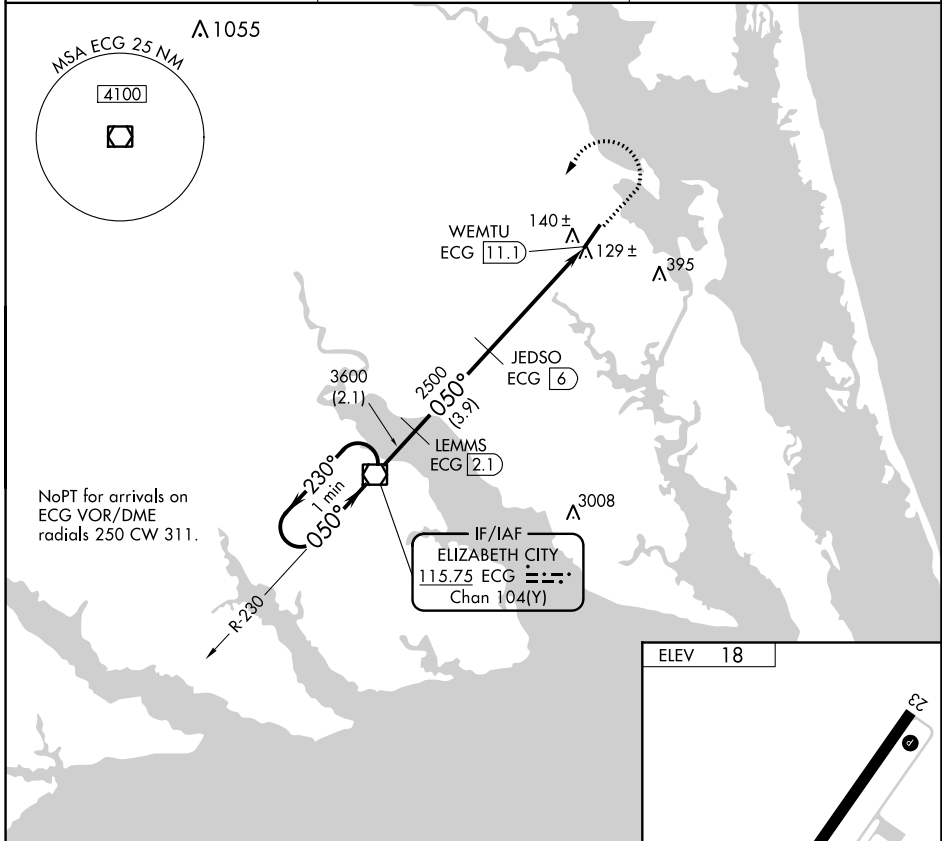 1055
MSA ECG 25 NM
4100
140 ±
WEMTU
ECG 11.1
129 ±
395
JEDSO
ECG 6
2500
050°
(3.9)
3600
(2.1)
LEMMS
ECG 2.1
230°
1 min
050°
NoPT for arrivals on
ECG VOR/DME
radials 250 CW 311.
3008
IF/IAF
ELIZABETH CITY
115.75 ECG
Chan 104(Y)
R-230
ELEV 18
23
P